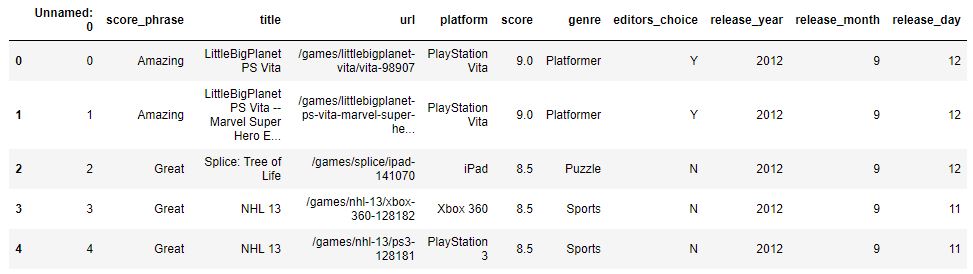 Unnamed: 0 score_phrase title url platform score genre editors_choice release_year release_month release_day
0 0 Amazing LittleBigPlanet PS Vita /games/littlebigplanet-vita/vita-98907 PlayStation Vita 9.0 Platformer Y 2012 9 12
1 1 Amazing LittleBigPlanet PS Vita -- Marvel Super Hero E... /games/littlebigplanet-ps-vita-marvel-super-he... PlayStation Vita 9.0 Platformer Y 2012 9 12
2 2 Great Splice: Tree of Life /games/splice/ipad-141070 iPad 8.5 Puzzle N 2012 9 12
3 3 Great NHL 13 /games/nhl-13/xbox-360-128182 Xbox 360 8.5 Sports N 2012 9 11
4 4 Great NHL 13 /games/nhl-13/ps3-128181 PlayStation 3 8.5 Sports N 2012 9 11